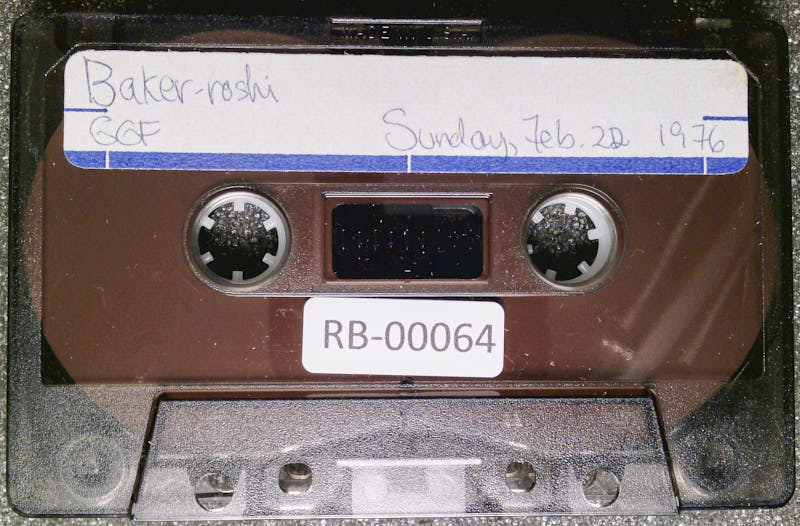 Baker-roshi
GGF Sunday, Feb. 22 1976
RB-00064